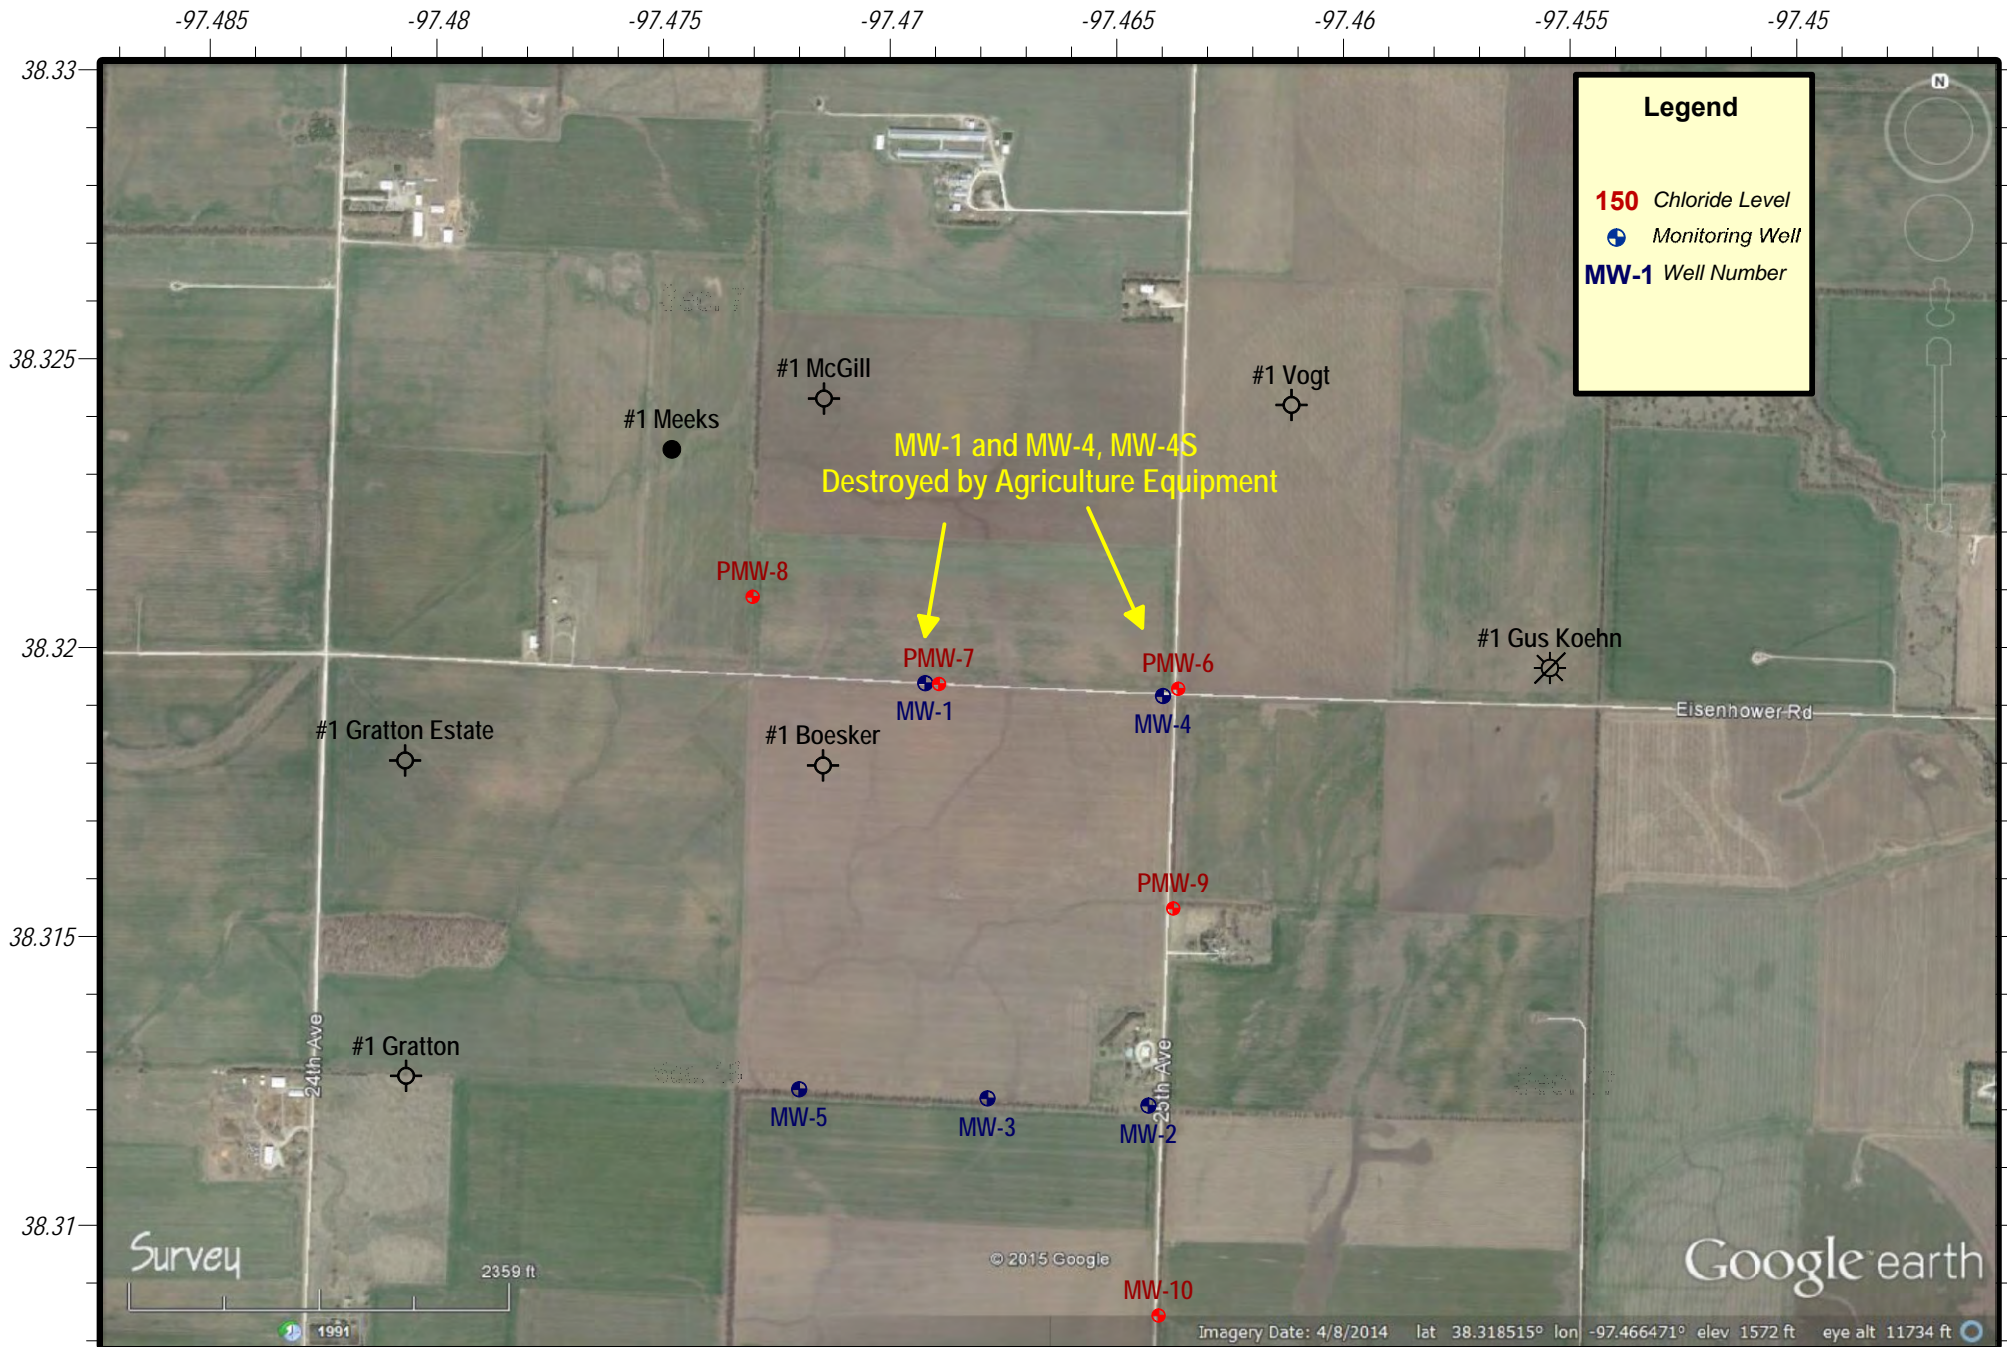 -97.485
-97.48
-97.475
-97.47
-97.465
-97.46
-97.455
-97.45
38.33
38.325
38.32
38.315
38.31
N
Legend
150 Chloride Level
Monitoring Well
MW-1 Well Number
#1 McGill
#1 Vogt
#1 Meeks
MW-1 and MW-4, MW-4S
Destroyed by Agriculture Equipment
PMW-8
#1 Gus Koehn
PMW-7
PMW-6
MW-1
MW-4
Eisenhower Rd
#1 Gratton Estate
#1 Boesker
PMW-9
24th Ave
#1 Gratton
25th Ave
MW-5
MW-3
MW-2
Survey
2359 ft
© 2015 Google
Google earth
MW-10
1991
Imagery Date: 4/8/2014 lat 38.318515° lon -97.466471° elev 1572 ft eye alt 11734 ft